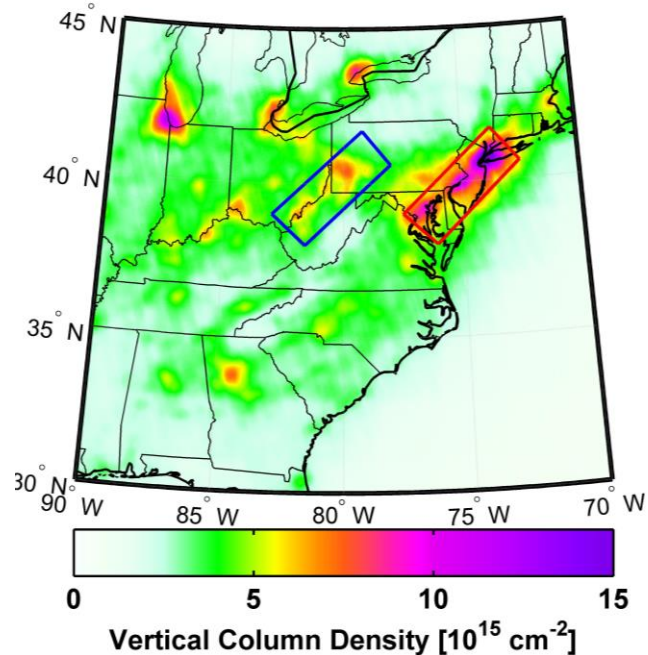 45° N
40° N
35° N
30° N
90° W 85° W 80° W 75° W 70° W
0 5 10 15
Vertical Column Density [10¹⁵ cm⁻²]